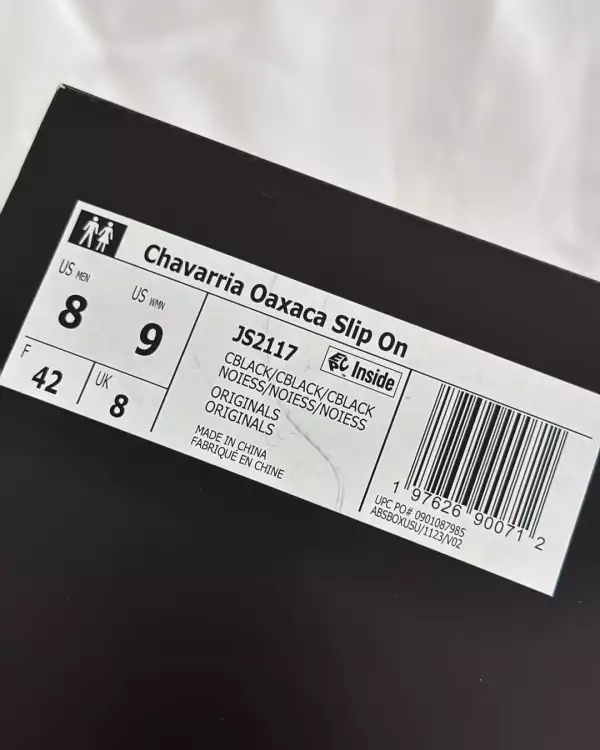 Chavarria Oaxaca Slip On
US MEN
8
US WMN
9
F
42
UK
8
JS2117
Inside
CBLACK/CBLACK/CBLACK
NOIESS/NOIESS/NOIESS
ORIGINALS
ORIGINALS
MADE IN CHINA
FABRIQUÉ EN CHINE
1 97626 90071 2
UPC PO# 0901087985
ABSBOXUSU/1123/V02